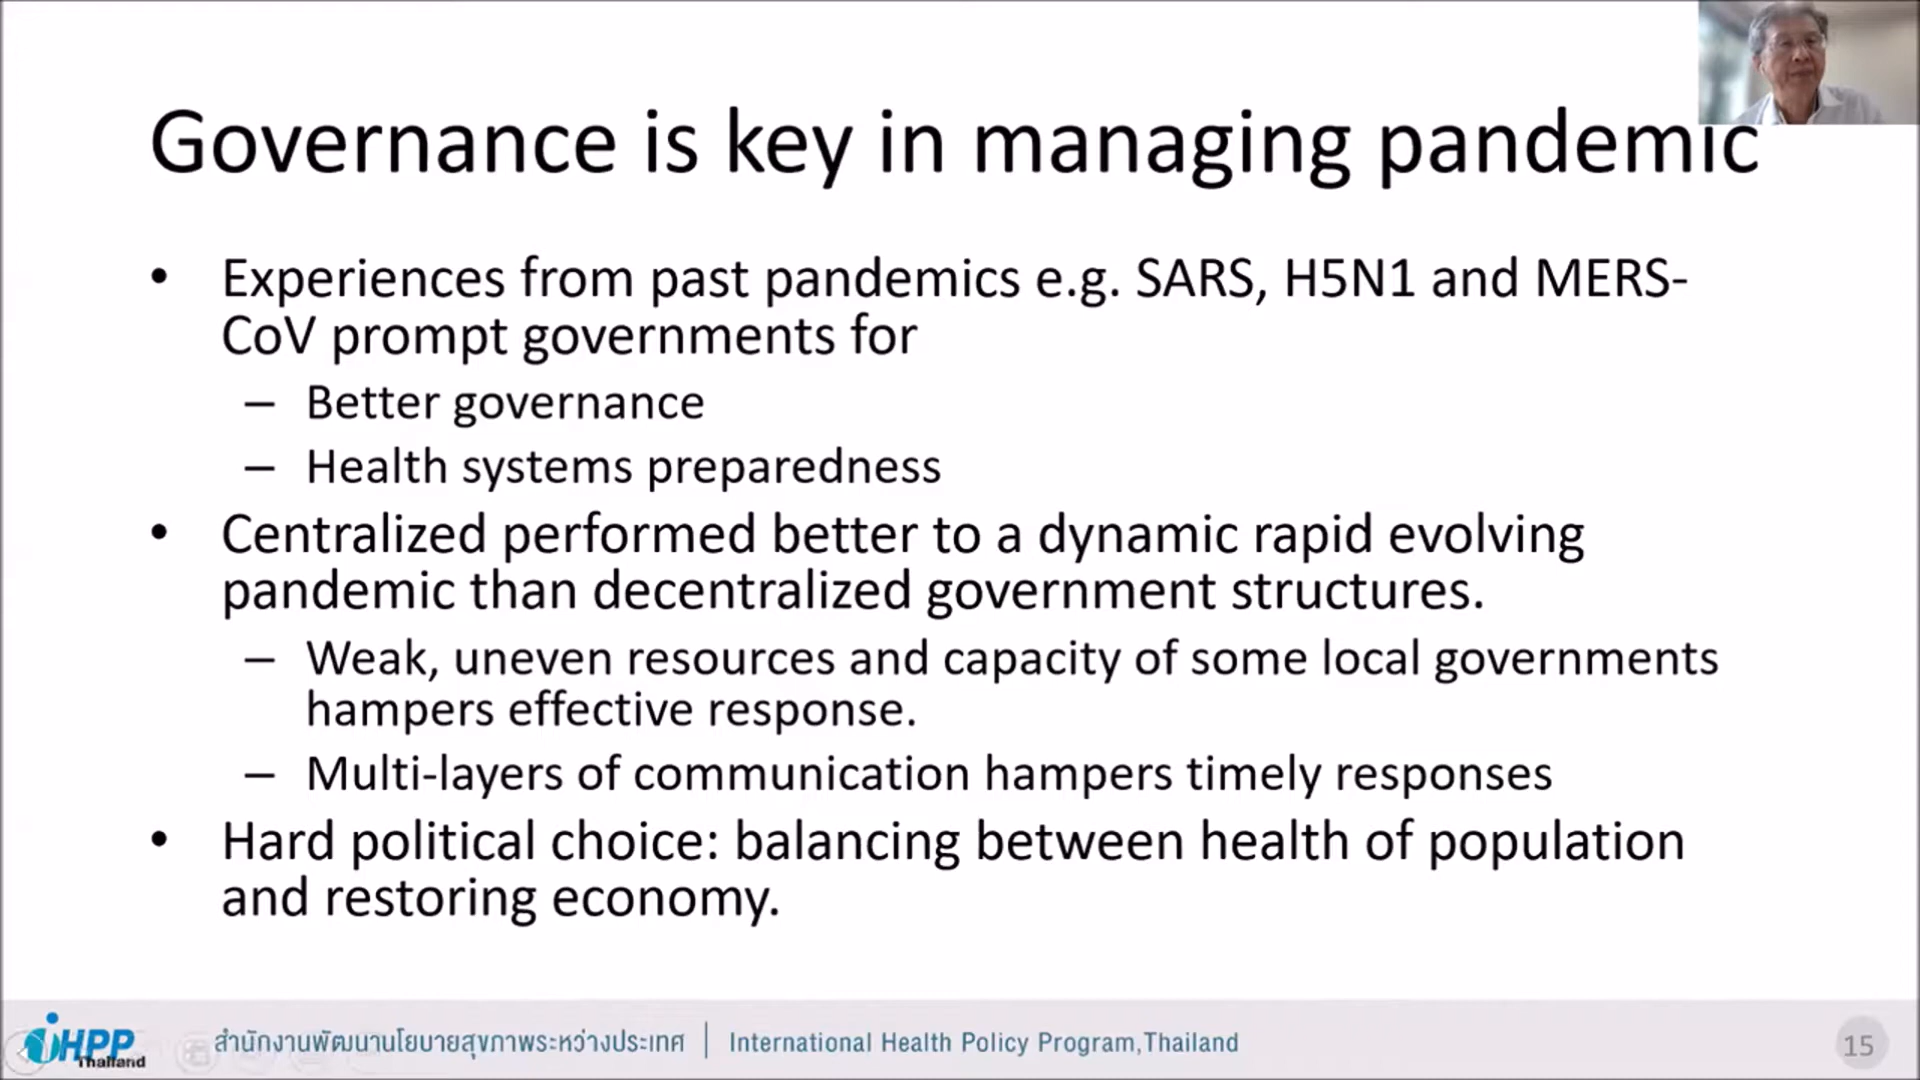 Governance is key in managing pandemic
• Experiences from past pandemics e.g. SARS, H5N1 and MERS-
CoV prompt governments for
– Better governance
– Health systems preparedness
• Centralized performed better to a dynamic rapid evolving
pandemic than decentralized government structures.
– Weak, uneven resources and capacity of some local governments
hampers effective response.
– Multi-layers of communication hampers timely responses
• Hard political choice: balancing between health of population
and restoring economy.
iHPP
Thailand
สำนักงานพัฒนานโยบายสุขภาพระหว่างประเทศ | International Health Policy Program,Thailand
15